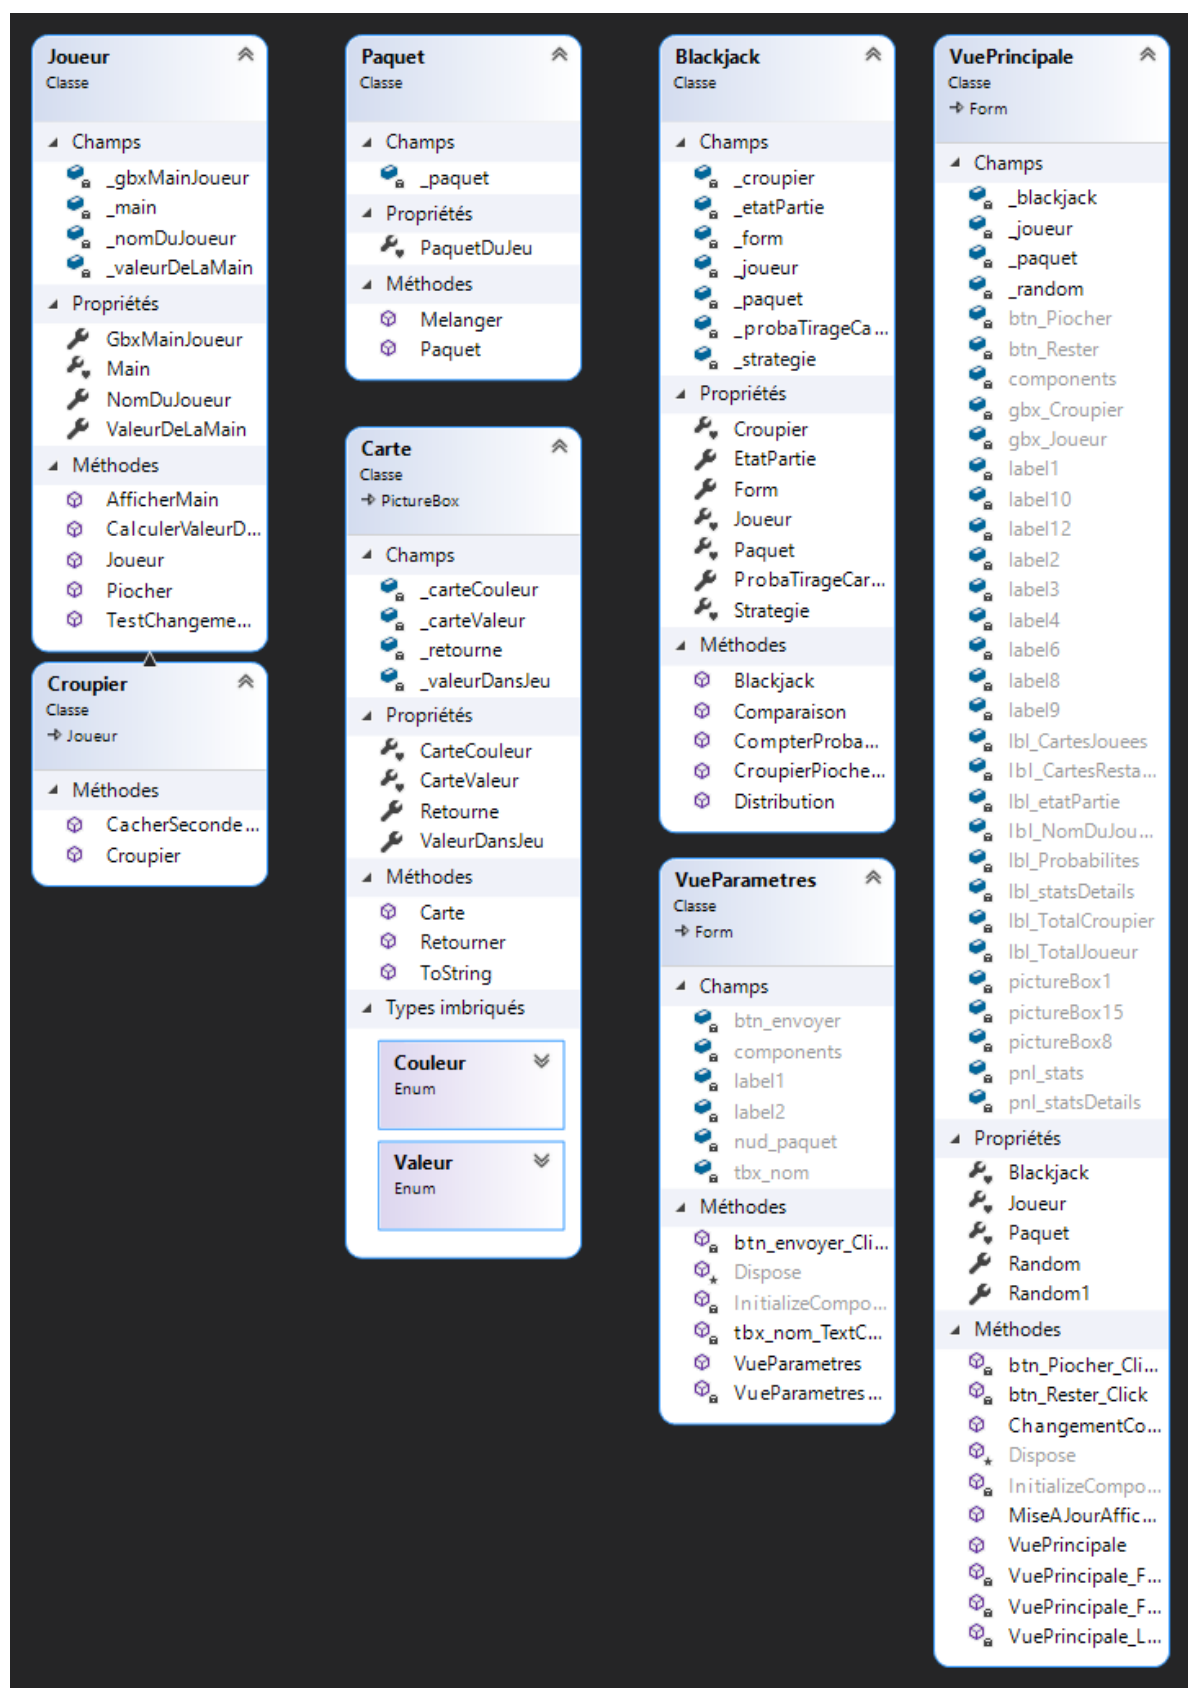 Joueur
Classe
Champs
_gbxMainJoueur
_main
_nomDuJoueur
_valeurDeLaMain
Propriétés
GbxMainJoueur
Main
NomDuJoueur
ValeurDeLaMain
Méthodes
AfficherMain
CalculerValeurD...
Joueur
Piocher
TestChangeme...
Croupier
Classe
Joueur
Méthodes
CacherSeconde...
Croupier
Paquet
Classe
Champs
_paquet
Propriétés
PaquetDuJeu
Méthodes
Melanger
Paquet
Carte
Classe
PictureBox
Champs
_carteCouleur
_carteValeur
_retourne
_valeurDansJeu
Propriétés
CarteCouleur
CarteValeur
Retourne
ValeurDansJeu
Méthodes
Carte
Retourner
ToString
Types imbriqués
Couleur
Enum
Valeur
Enum
Blackjack
Classe
Champs
_croupier
_etatPartie
_form
_joueur
_paquet
_probaTirageCa...
_strategie
Propriétés
Croupier
EtatPartie
Form
Joueur
Paquet
ProbaTirageCar...
Strategie
Méthodes
Blackjack
Comparaison
CompterProba...
CroupierPioche...
Distribution
VueParametres
Classe
Form
Champs
btn_envoyer
components
label1
label2
nud_paquet
tbx_nom
Méthodes
btn_envoyer_Cli...
Dispose
InitializeCompo...
tbx_nom_TextC...
VueParametres
VueParametres...
VuePrincipale
Classe
Form
Champs
_blackjack
_joueur
_paquet
_random
btn_Piocher
btn_Rester
components
gbx_Croupier
gbx_Joueur
label1
label10
label12
label2
label3
label4
label6
label8
label9
lbl_CartesJouees
lbl_CartesResta...
lbl_etatPartie
lbl_NomDuJou...
lbl_Probabilites
lbl_statsDetails
lbl_TotalCroupier
lbl_TotalJoueur
pictureBox1
pictureBox15
pictureBox8
pnl_stats
pnl_statsDetails
Propriétés
Blackjack
Joueur
Paquet
Random
Random1
Méthodes
btn_Piocher_Cli...
btn_Rester_Click
ChangementCo...
Dispose
InitializeCompo...
MiseAJourAffic...
VuePrincipale
VuePrincipale_F...
VuePrincipale_F...
VuePrincipale_L...